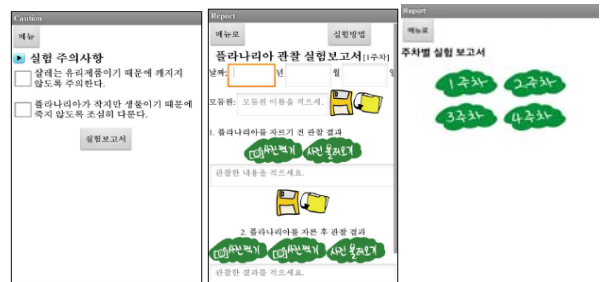 Caution
메뉴
실험 주의사항
샬레는 유리제품이기 때문에 깨지지
않도록 주의한다.
플라나리아가 작지만 생물이기 때문에
죽지 않도록 조심히 다룬다.
실험보고서
Report
메뉴로
실험방법
플라나리아 관찰 실험보고서[1주차]
날짜:
년
월
일
모둠원:
모둠원 이름을 적으세.
1. 플라나리아를 자르기 전 관찰 결과
사진찍기
사진 불러오기
관찰한 내용을 적으세요.
2. 플라나리아를 자른 후 관찰 결과
사진찍기
사진찍기
사진 불러오기
관찰한 결과를 적으세요.
Report
메뉴로
주차별 실험 보고서
1주차
2주차
3주차
4주차